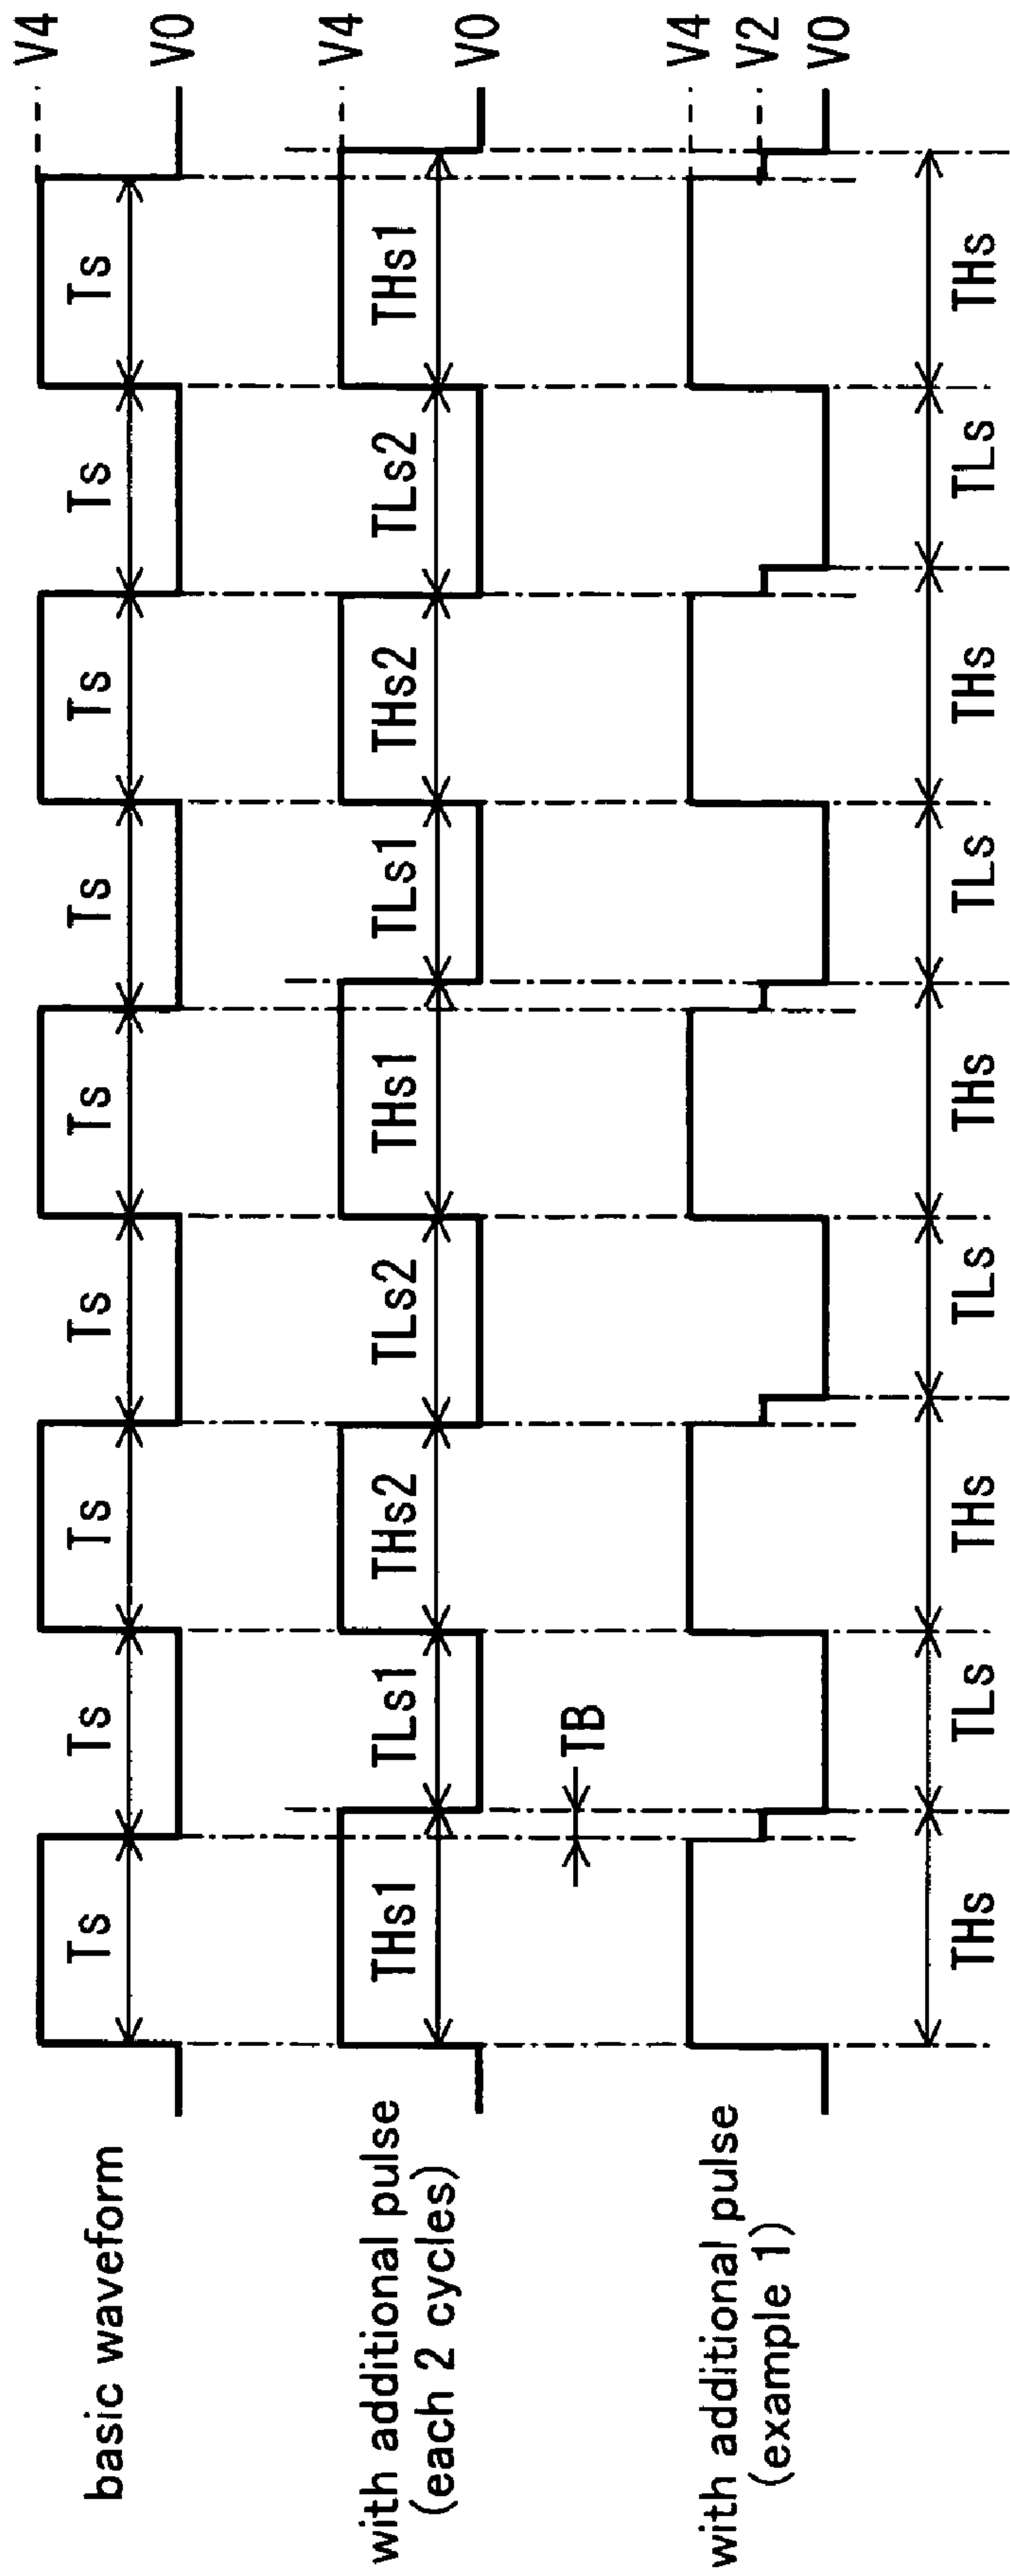 basic waveform
Ts Ts Ts Ts Ts Ts Ts Ts Ts
V4
V0
with additional pulse
(each 2 cycles)
THs1 TLs1 THs2 TLs2 THs1 TLs1 THs2 TLs2 THs1
V4
V0
TB
with additional pulse
(example 1)
V4
V2
V0
THs TLs THs TLs THs TLs THs TLs THs